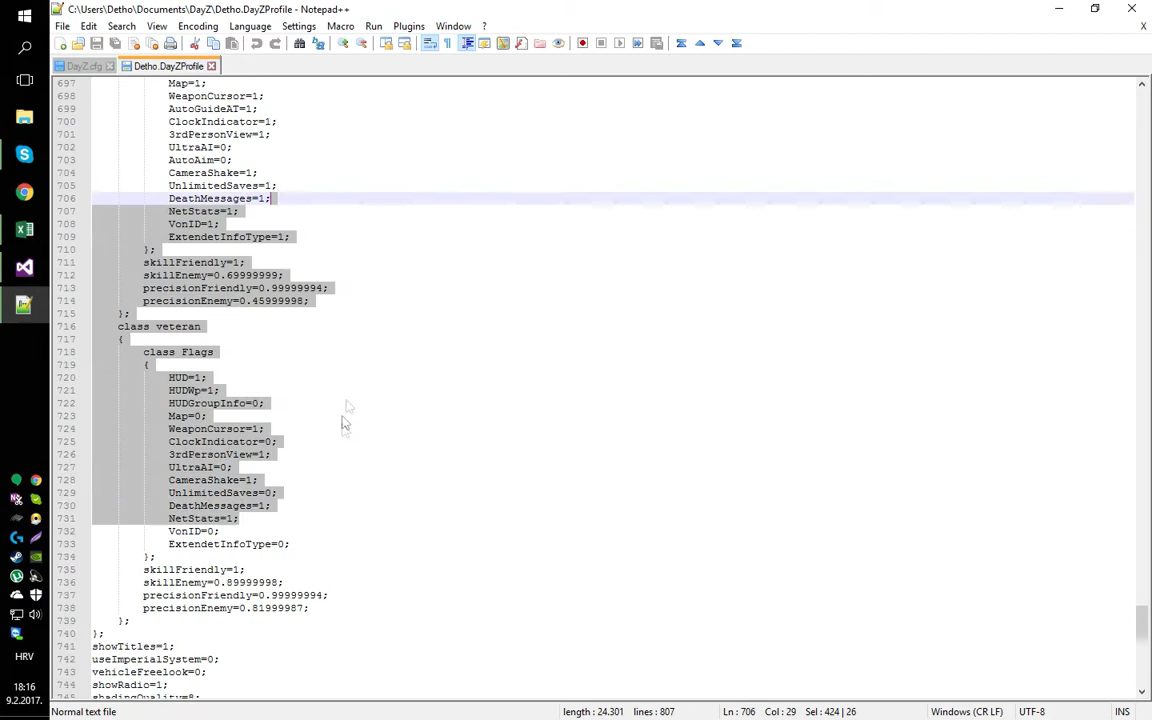 C:\Users\Detho\Documents\DayZ\Detho.DayZProfile - Notepad++
File Edit Search View Encoding Language Settings Macro Run Plugins Window ? X
DayZ.cfg Detho.DayZProfile
697 Map=1;
698 WeaponCursor=1;
699 AutoGuideAT=1;
700 ClockIndicator=1;
701 3rdPersonView=1;
702 UltraAI=0;
703 AutoAim=0;
704 CameraShake=1;
705 UnlimitedSaves=1;
706 DeathMessages=1;
707 NetStats=1;
708 VonID=1;
709 ExtendetInfoType=1;
710 };
711 skillFriendly=1;
712 skillEnemy=0.69999999;
713 precisionFriendly=0.99999994;
714 precisionEnemy=0.45999998;
715 };
716 class veteran
717 {
718 class Flags
719 {
720 HUD=1;
721 HUDWp=1;
722 HUDGroupInfo=0;
723 Map=0;
724 WeaponCursor=1;
725 ClockIndicator=0;
726 3rdPersonView=1;
727 UltraAI=0;
728 CameraShake=1;
729 UnlimitedSaves=0;
730 DeathMessages=1;
731 NetStats=1;
732 VonID=0;
733 ExtendetInfoType=0;
734 };
735 skillFriendly=1;
736 skillEnemy=0.89999998;
737 precisionFriendly=0.99999994;
738 precisionEnemy=0.81999987;
739 };
740 };
741 showTitles=1;
742 useImperialSystem=0;
743 vehicleFreelook=0;
744 showRadio=1;
745 shadingQuality=8;
HRV
18:16
9.2.2017.
Normal text file length : 24.301 lines : 807 Ln : 706 Col : 29 Sel : 424 | 26 Windows (CR LF) UTF-8 INS